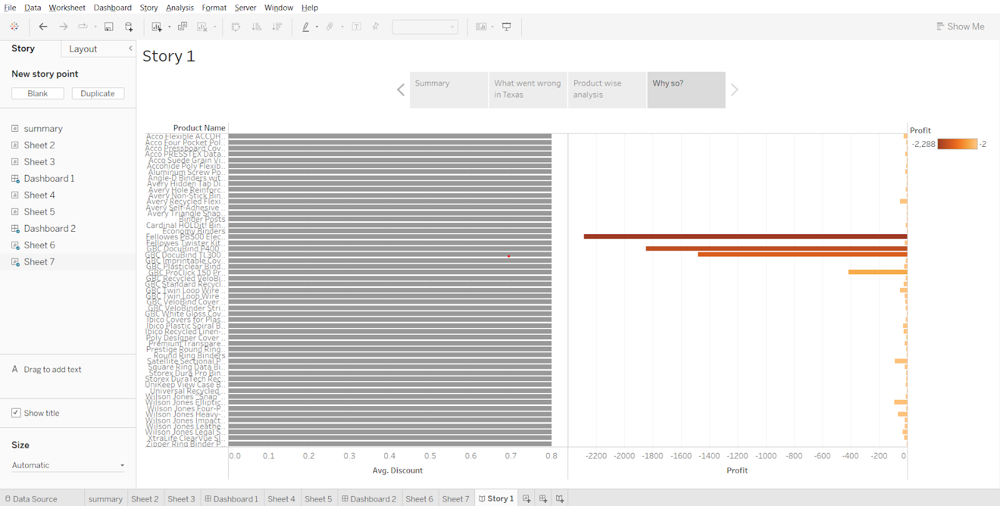 File Data Worksheet Dashboard Story Analysis Format Server Window Help
Show Me
Story Layout
New story point
Blank Duplicate
summary
Sheet 2
Sheet 3
Dashboard 1
Sheet 4
Sheet 5
Dashboard 2
Sheet 6
Sheet 7
A Drag to add text
Show title
Size
Automatic
Story 1
Summary
What went wrong
in Texas
Product wise
analysis
Why so?
Product Name
Acco Flexible ACCOH..
Acco Four Pocket Pol..
Acco Pressboard Cov..
Acco PRESSTEX Data..
Acco Suede Grain Vi..
Accohide Poly Flexib..
Aluminum Screw Po..
Angle-D Binders wit..
Avery Hidden Tab Di..
Avery Hole Reinforc..
Avery Non-Stick Bin..
Avery Recycled Flexi..
Avery Self-Adhesive ..
Avery Triangle Shap..
Binder Posts
Cardinal HOLDit! Bin..
Economy Binders
Fellowes PB500 Elec..
Fellowes Twister Kit..
GBC DocuBind P400 ..
GBC DocuBind TL300..
GBC Imprintable Cov..
GBC Plasticlear Bind..
GBC ProClick 150 Pr..
GBC Recycled VeloBi..
GBC Standard Recycl..
GBC Twin Loop Wire ..
GBC Twin Loop Wire ..
GBC VeloBind Cover ..
GBC VeloBinder Stri..
GBC White Gloss Cov..
Ibico Covers for Plas..
Ibico Plastic Spiral B..
Ibico Recycled Linen-..
Poly Designer Cover ..
Premium Transpare..
Prestige Round Ring..
Round Ring Binders
Satellite Sectional P..
Square Ring Data Bi..
Storex Dura Pro Bin..
Storex DuraTech Rec..
UniKeep View Case B..
Universal Recycled ..
Wilson Jones “Snap”..
Wilson Jones Elliptic..
Wilson Jones Four-P..
Wilson Jones Heavy-..
Wilson Jones Impact..
Wilson Jones Leathe..
Wilson Jones Legal S..
XtraLife ClearVue Sl..
Zipper Ring Binder P..
0.0 0.1 0.2 0.3 0.4 0.5 0.6 0.7 0.8
Avg. Discount
-2200 -2000 -1800 -1600 -1400 -1200 -1000 -800 -600 -400 -200 0
Profit
Profit
-2,288 -2
Data Source summary Sheet 2 Sheet 3 Dashboard 1 Sheet 4 Sheet 5 Dashboard 2 Sheet 6 Sheet 7 Story 1